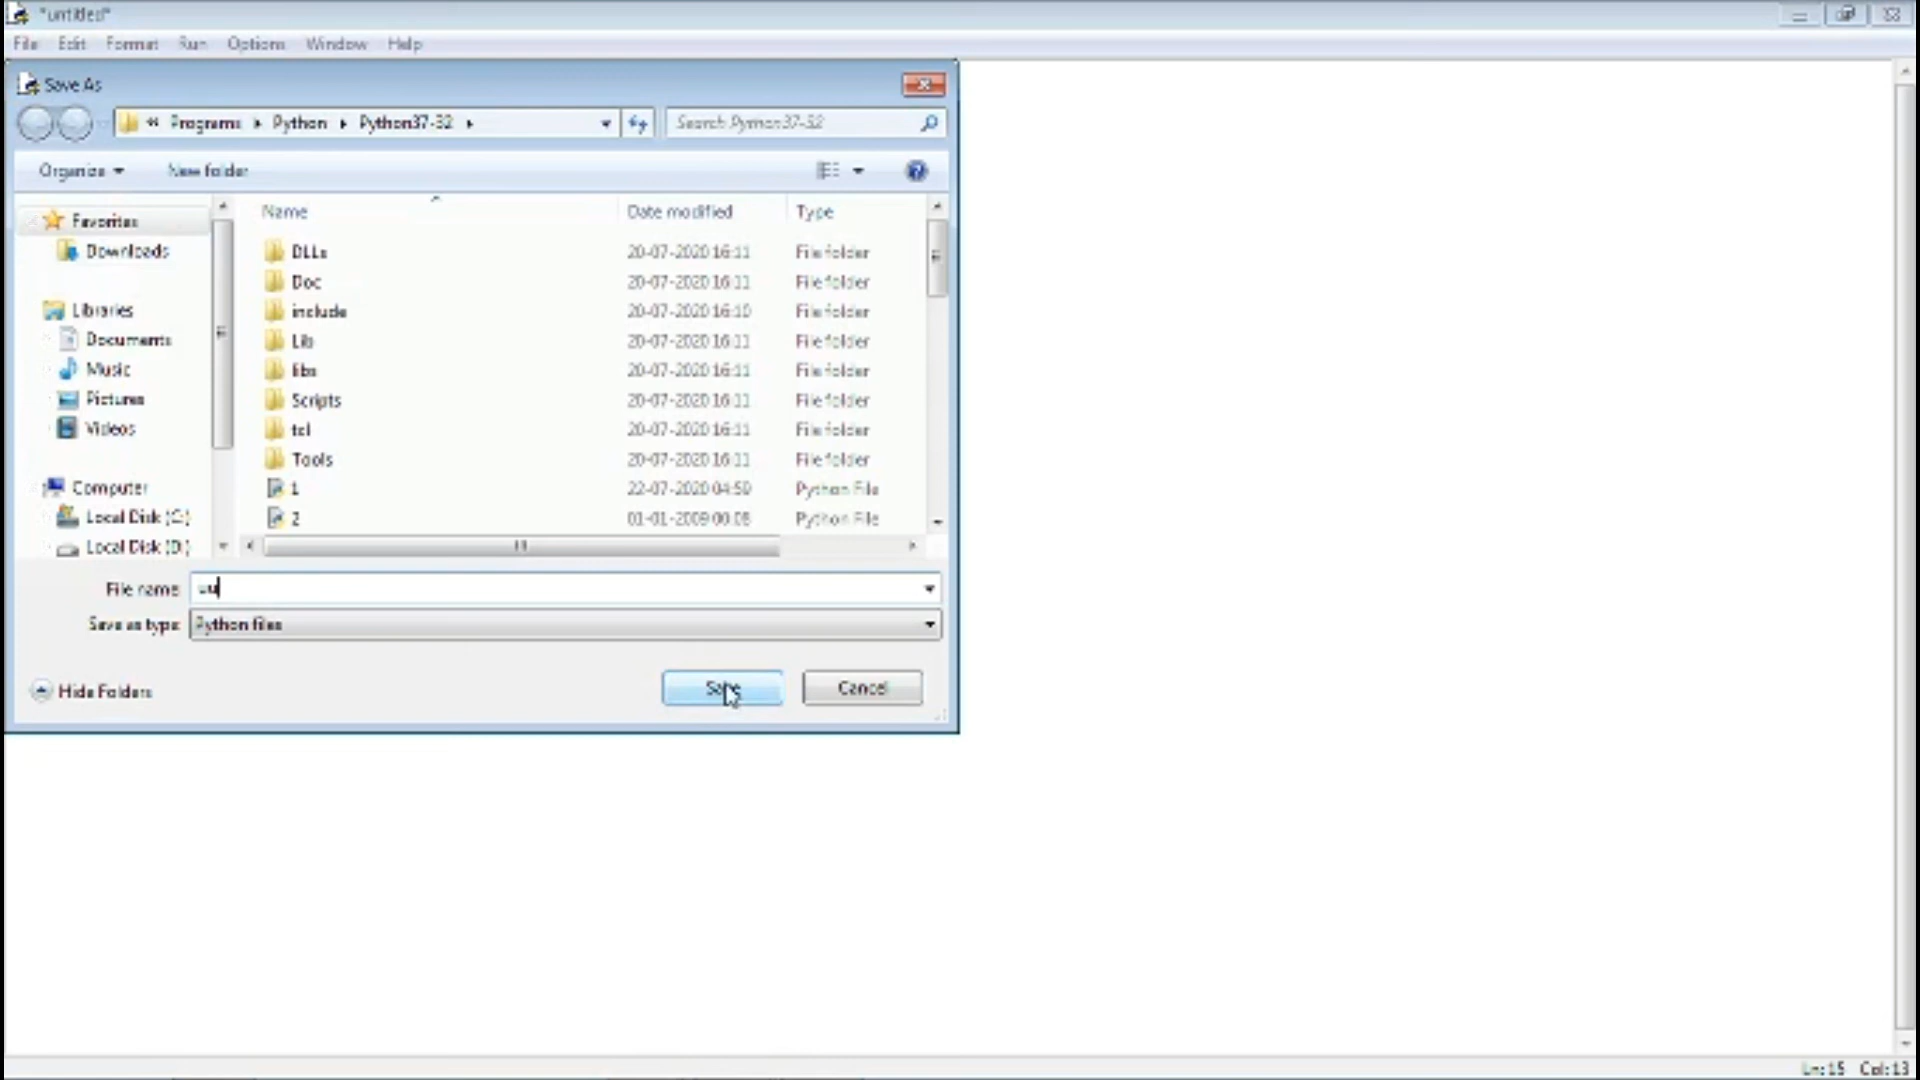 *untitled*
File Edit Format Run Options Window Help
Save As
Programs Python Python37-32
Search Python37-32
Organize New folder
Name Date modified Type
Favorites
Downloads
Libraries
Documents
Music
Pictures
Videos
Computer
Local Disk (C:)
Local Disk (D:)
DLLs 20-07-2020 16:11 File folder
Doc 20-07-2020 16:11 File folder
include 20-07-2020 16:10 File folder
Lib 20-07-2020 16:11 File folder
libs 20-07-2020 16:11 File folder
Scripts 20-07-2020 16:11 File folder
tcl 20-07-2020 16:11 File folder
Tools 20-07-2020 16:11 File folder
1 22-07-2020 04:59 Python File
2 01-01-2009 00:08 Python File
File name:
Save as type: Python files
Hide Folders
Save Cancel
Ln: 15 Col: 13